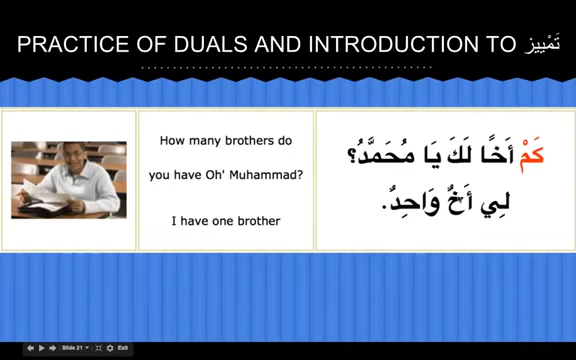 PRACTICE OF DUALS AND INTRODUCTION TO تَمْيِيز
How many brothers do
you have Oh' Muhammad?
I have one brother
كَمْ أَخًا لَكَ يَا مُحَمَّدُ؟
لِي أَخٌ وَاحِدٌ.
Slide 21
Exit